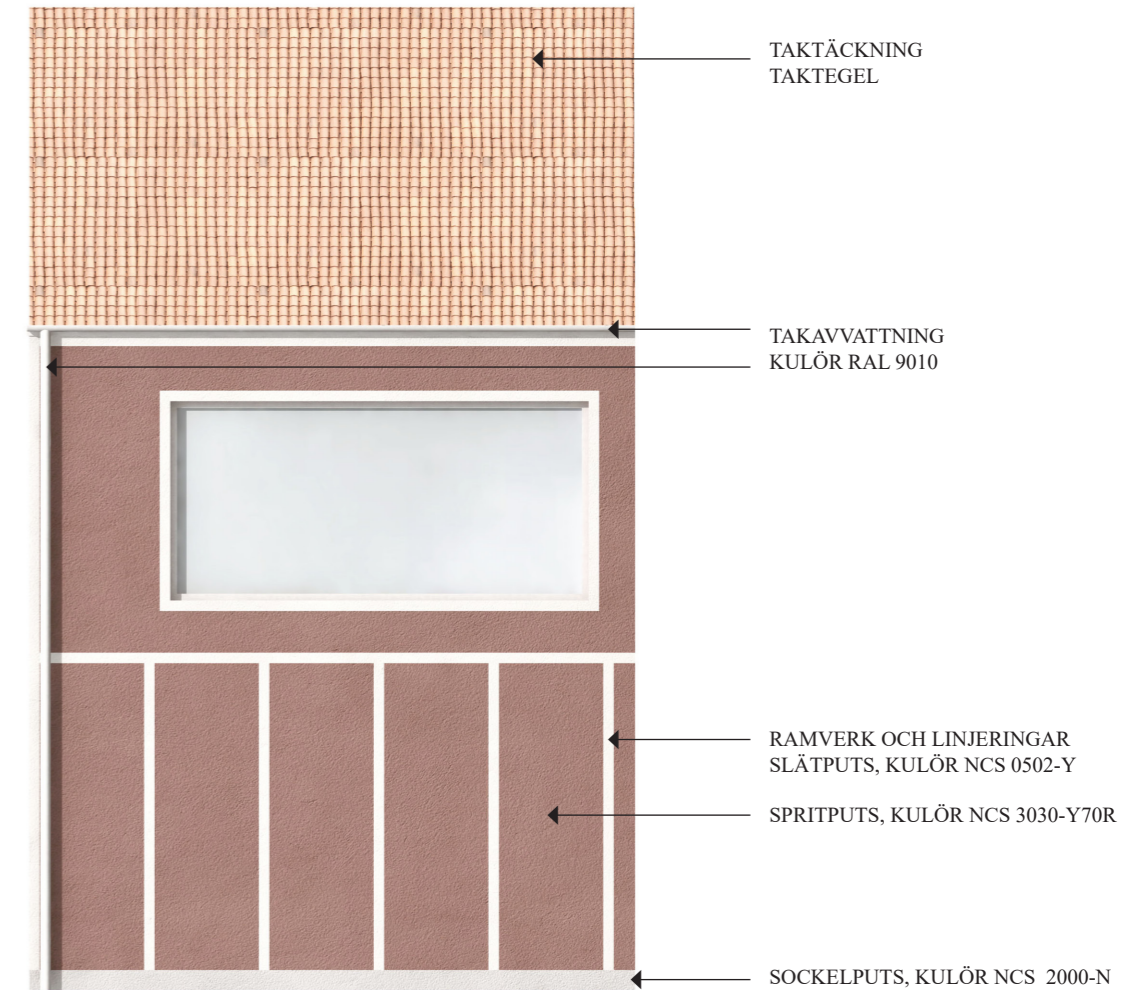 TAKTÄCKNING
TAKTEGEL
TAKAVVATTNING
KULÖR RAL 9010
RAMVERK OCH LINJERINGAR
SLÄTPUTS, KULÖR NCS 0502-Y
SPRITPUTS, KULÖR NCS 3030-Y70R
SOCKELPUTS, KULÖR NCS  2000-N